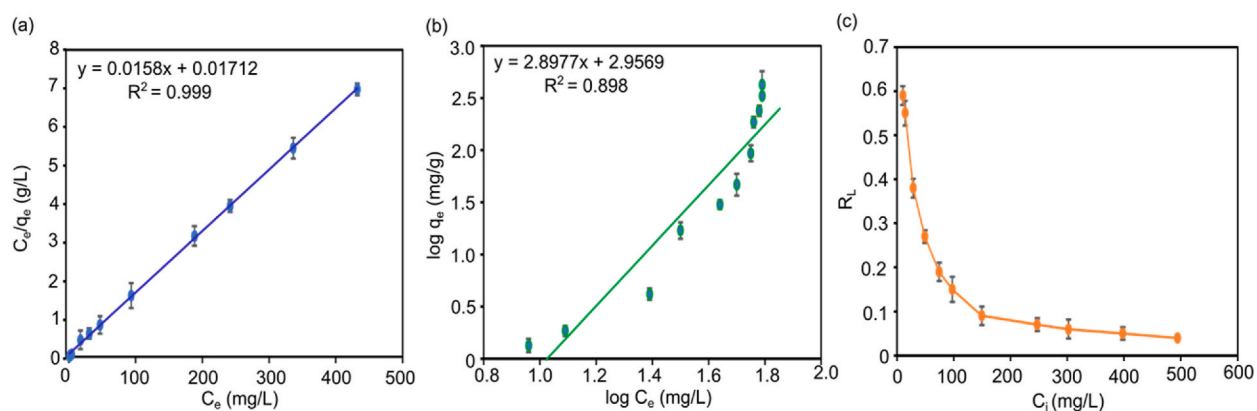 (a)
y = 0.0158x + 0.01712
R² = 0.999
Cₑ/qₑ (g/L)
8
7
6
5
4
3
2
1
0
0 100 200 300 400 500
Cₑ (mg/L)
(b)
y = 2.8977x + 2.9569
R² = 0.898
log qₑ (mg/g)
3.0
2.5
2.0
1.5
1.0
0.5
0
0.8 1.0 1.2 1.4 1.6 1.8 2.0
log Cₑ (mg/L)
(c)
R_L
0.7
0.6
0.5
0.4
0.3
0.2
0.1
0
0 100 200 300 400 500 600
Cᵢ (mg/L)